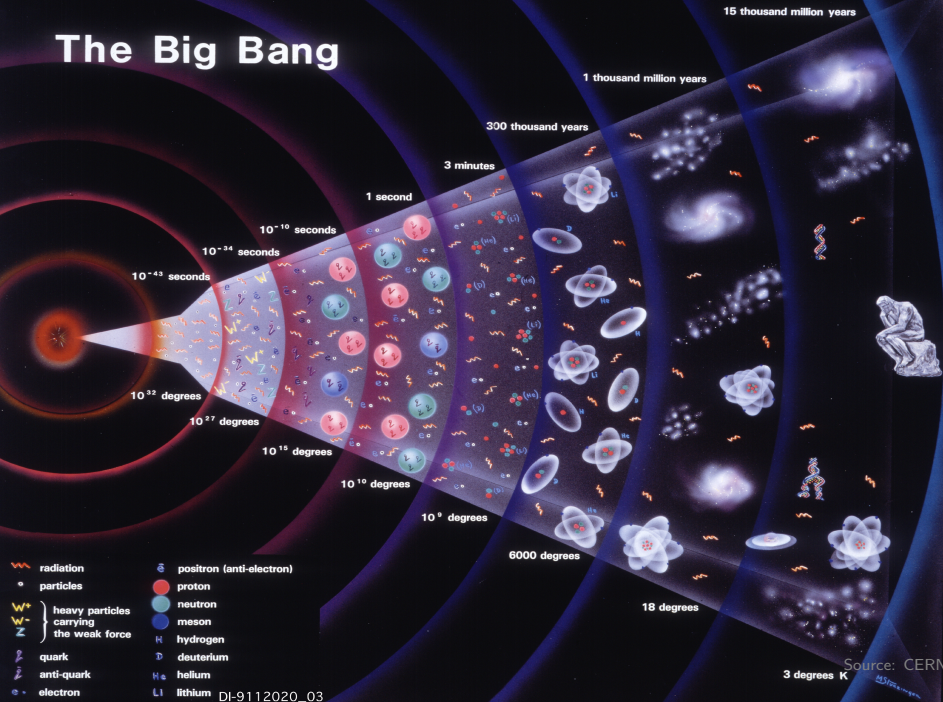 The Big Bang
15 thousand million years
1 thousand million years
300 thousand years
3 minutes
1 second
10⁻¹⁰ seconds
10⁻³⁴ seconds
10⁻⁴³ seconds
10³² degrees
10²⁷ degrees
10¹⁵ degrees
10¹⁰ degrees
10⁹ degrees
6000 degrees
18 degrees
3 degrees K
radiation
particles
W+
W-
Z
heavy particles
carrying
the weak force
q quark
q̄ anti-quark
e- electron
ē positron (anti-electron)
proton
neutron
meson
H hydrogen
D deuterium
He helium
Li lithium
DI-9112020_03
Source: CERN